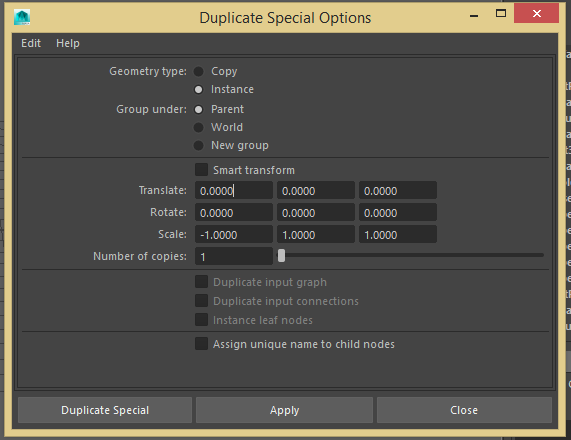 Duplicate Special Options
Edit Help
Geometry type: Copy
Instance
Group under: Parent
World
New group
Smart transform
Translate: 0.0000 0.0000 0.0000
Rotate: 0.0000 0.0000 0.0000
Scale: -1.0000 1.0000 1.0000
Number of copies: 1
Duplicate input graph
Duplicate input connections
Instance leaf nodes
Assign unique name to child nodes
Duplicate Special Apply Close